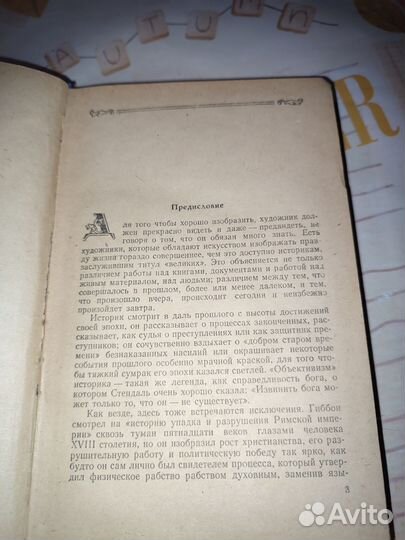 AUTUMN
ER
Предисловие
Для того чтобы хорошо изобразить, художник дол-
жен прекрасно видеть и даже — предвидеть, не
говоря о том, что он обязан много знать. Есть
художники, которые обладают искусством изображать прав-
ду жизни гораздо совершеннее, чем это доступно историкам,
заслужившим титул «великих». Это объясняется не только
различием работы над книгами, документами и работой над
живым материалом, над людьми; различием между тем, что
совершалось в прошлом, более или менее далеком, и тем,
что произошло вчера, происходит сегодня и неизбежно
произойдет завтра.
Историк смотрит в даль прошлого с высоты достижений
своей эпохи, он рассказывает о процессах законченных, рас-
сказывает, как судья о преступлениях или как защитник пре-
ступников; он сочувственно вздыхает о «добром старом вре-
мени» безнаказанных насилий или окрашивает некоторые
события прошлого особенно мрачной краской, для того что-
бы тяжкий сумрак его эпохи казался светлей. «Объективизм»
историка — такая же легенда, как справедливость бога, о
котором Стендаль очень хорошо сказал: «Извинить бога мо-
жет только то, что он — не существует».
Как везде, здесь тоже встречаются исключения. Гиббон
смотрел на «историю упадка и разрушения Римской импе-
рии» сквозь туман пятнадцати веков глазами человека
XVIII столетия, но он изобразил рост христианства, его раз-
рушительную работу и политическую победу так ярко, как
будто он сам лично был свидетелем процесса, который утвер-
дил физическое рабство рабством духовным, заменив язы-
3
Avito